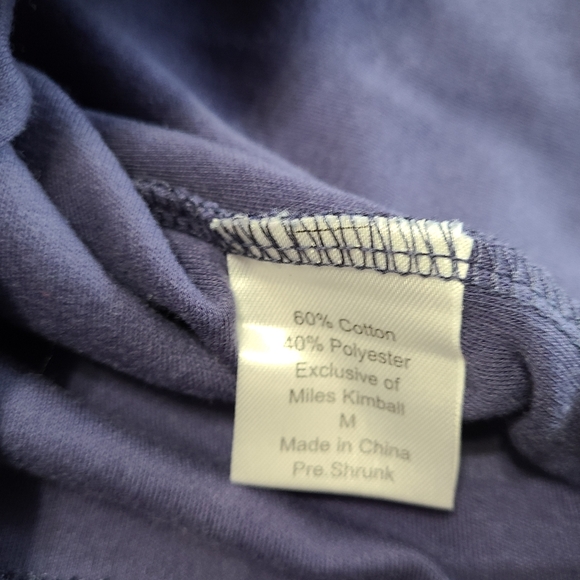 60% Cotton
40% Polyester
Exclusive of
Miles Kimball
M
Made in China
Pre Shrunk